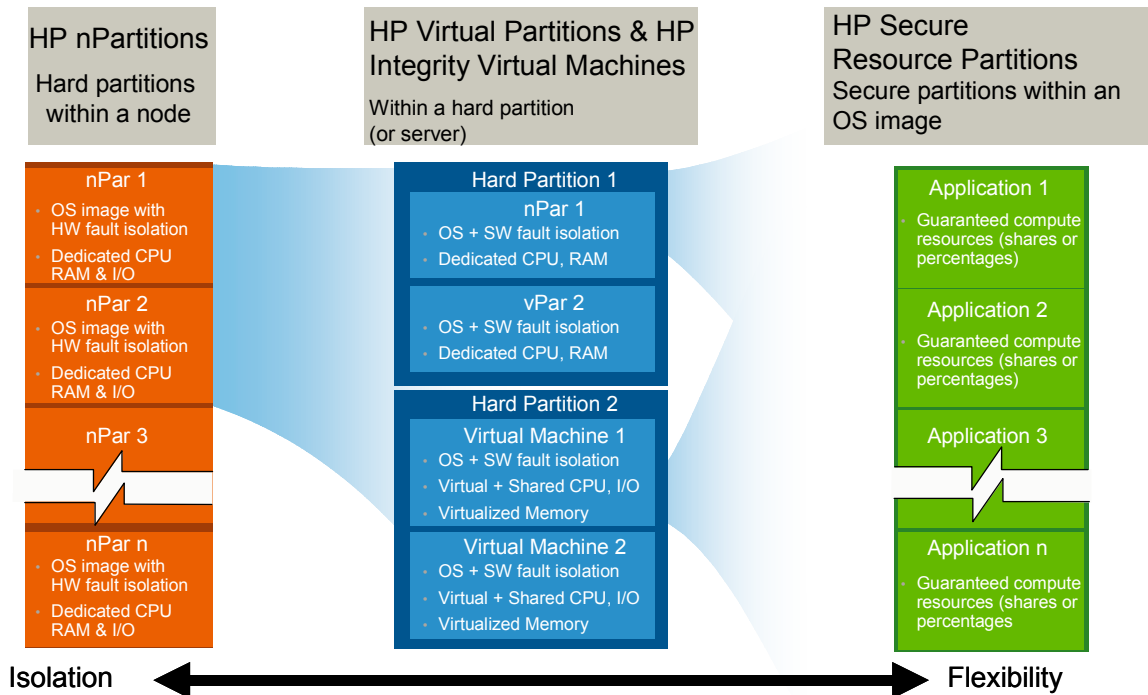 HP nPartitions
Hard partitions
within a node
HP Virtual Partitions & HP
Integrity Virtual Machines
Within a hard partition
(or server)
HP Secure
Resource Partitions
Secure partitions within an
OS image
nPar 1
• OS image with
HW fault isolation
• Dedicated CPU
RAM & I/O
nPar 2
• OS image with
HW fault isolation
• Dedicated CPU
RAM & I/O
nPar 3
nPar n
• OS image with
HW fault isolation
• Dedicated CPU
RAM & I/O
Hard Partition 1
nPar 1
• OS + SW fault isolation
• Dedicated CPU, RAM
vPar 2
• OS + SW fault isolation
• Dedicated CPU, RAM
Hard Partition 2
Virtual Machine 1
• OS + SW fault isolation
• Virtual + Shared CPU, I/O
• Virtualized Memory
Virtual Machine 2
• OS + SW fault isolation
• Virtual + Shared CPU, I/O
• Virtualized Memory
Application 1
• Guaranteed compute
resources (shares or
percentages)
Application 2
• Guaranteed compute
resources (shares or
percentages)
Application 3
Application n
• Guaranteed compute
resources (shares or
percentages
Isolation
Flexibility